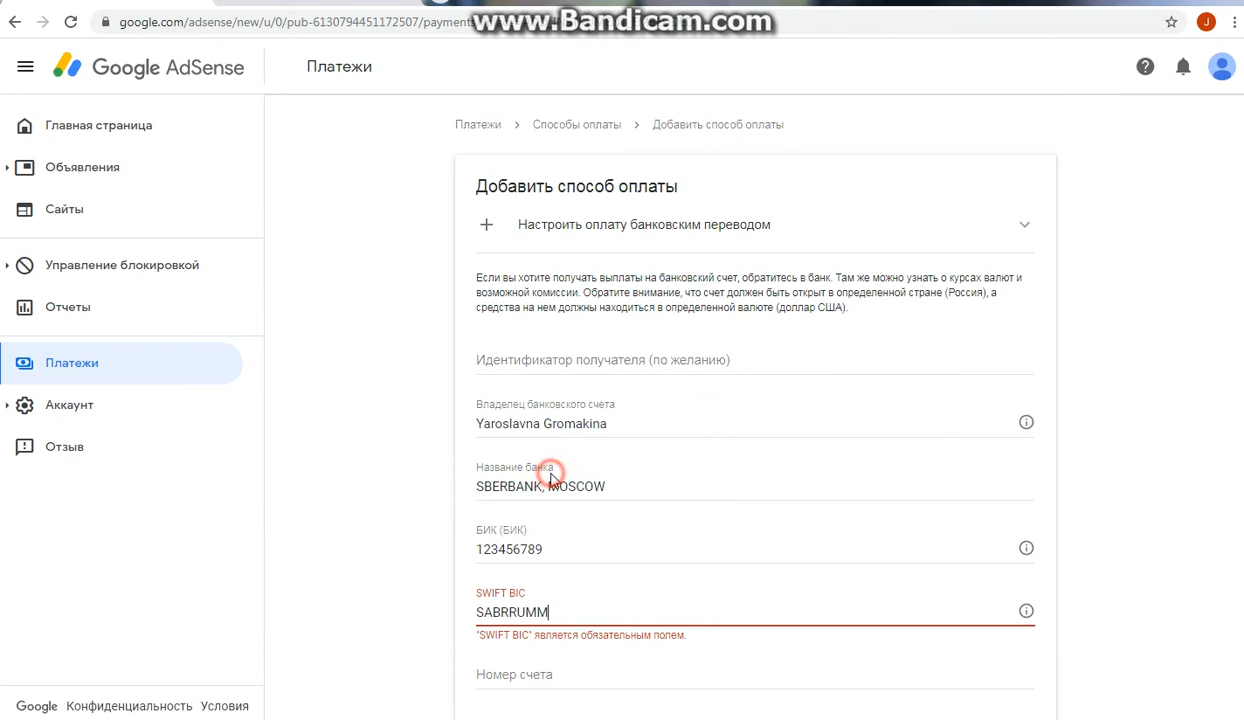 google.com/adsense/new/u/0/pub-6130794451172507/payments
www.Bandicam.com
J
Google AdSense
Платежи
Главная страница
Объявления
Сайты
Управление блокировкой
Отчеты
Платежи
Аккаунт
Отзыв
Google Конфиденциальность Условия
Платежи > Способы оплаты > Добавить способ оплаты
Добавить способ оплаты
+ Настроить оплату банковским переводом
Если вы хотите получать выплаты на банковский счет, обратитесь в банк. Там же можно узнать о курсах валют и
возможной комиссии. Обратите внимание, что счет должен быть открыт в определенной стране (Россия), а
средства на нем должны находиться в определенной валюте (доллар США).
Идентификатор получателя (по желанию)
Владелец банковского счета
Yaroslavna Gromakina
Название банка
SBERBANK, MOSCOW
БИК (БИК)
123456789
SWIFT BIC
SABRRUMM
"SWIFT BIC" является обязательным полем.
Номер счета